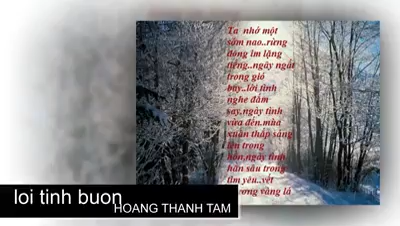 Ta nhớ một
sớm nao..rừng
đông im lặng
tiếng..ngây ngất
trong gió
bay..lời tình
nghe đắm
say.ngày tình
vừa đến.mùa
xuân thắp sáng
lên trong
hồn.ngày tình
hằn sâu trong
tim yêu..vết
thương vàng lá
loi tinh buon
HOANG THANH TAM